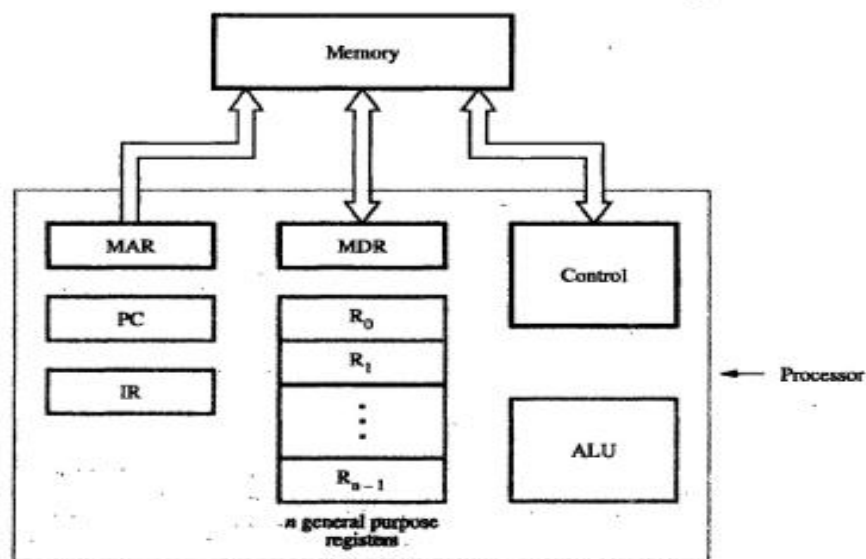 Memory
MAR
MDR
Control
PC
R0
R1
IR
Processor
⋮
ALU
Rn-1
n general purpose
registers